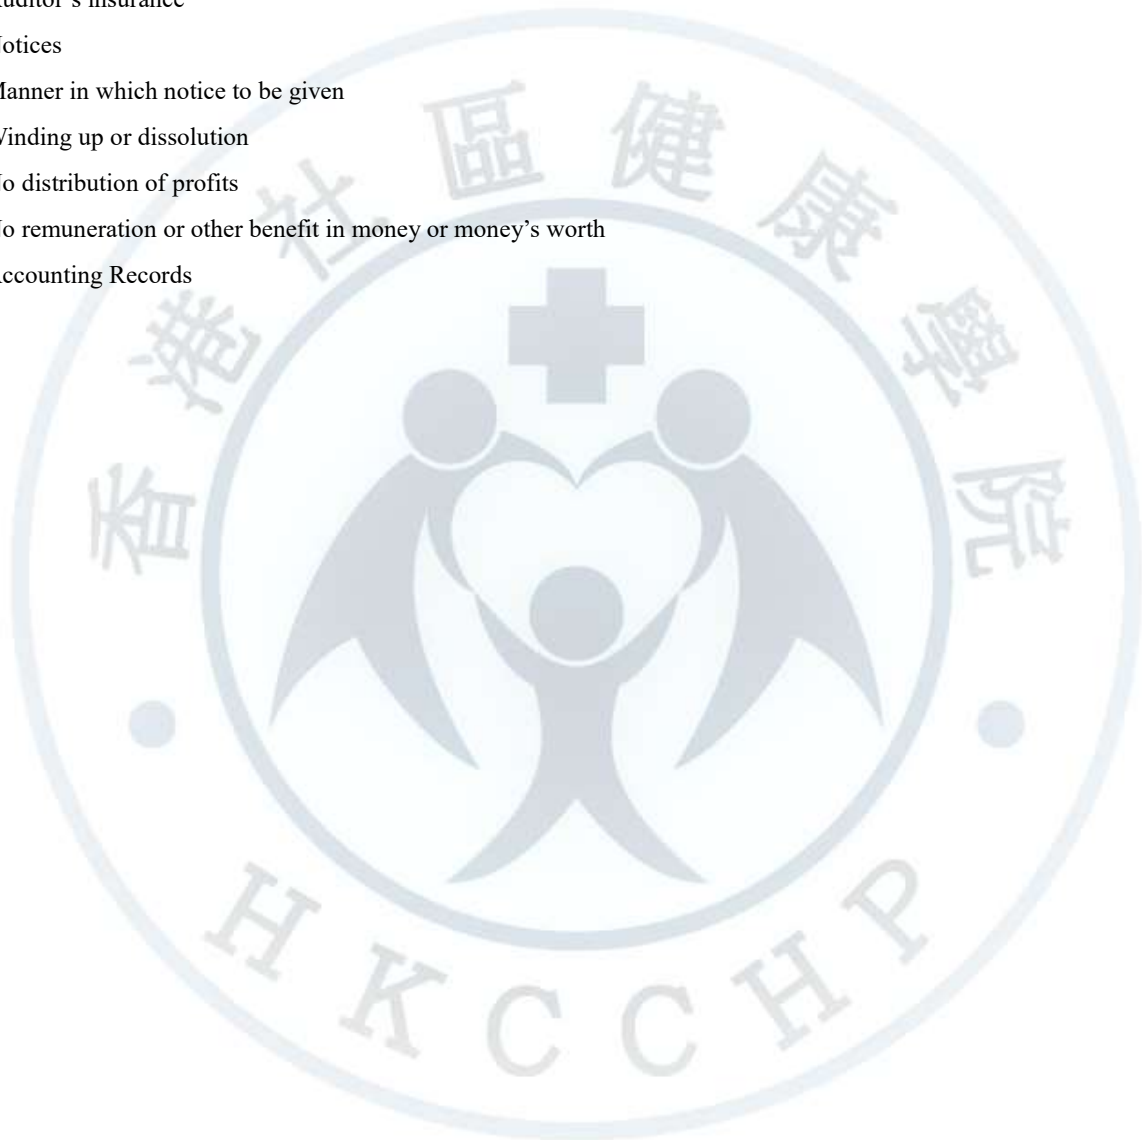 Auditor’s insurance
Notices
Manner in which notice to be given
Winding up or dissolution
No distribution of profits
No remuneration or other benefit in money or money’s worth
Accounting Records
香港社區健康學院
HKCCHP